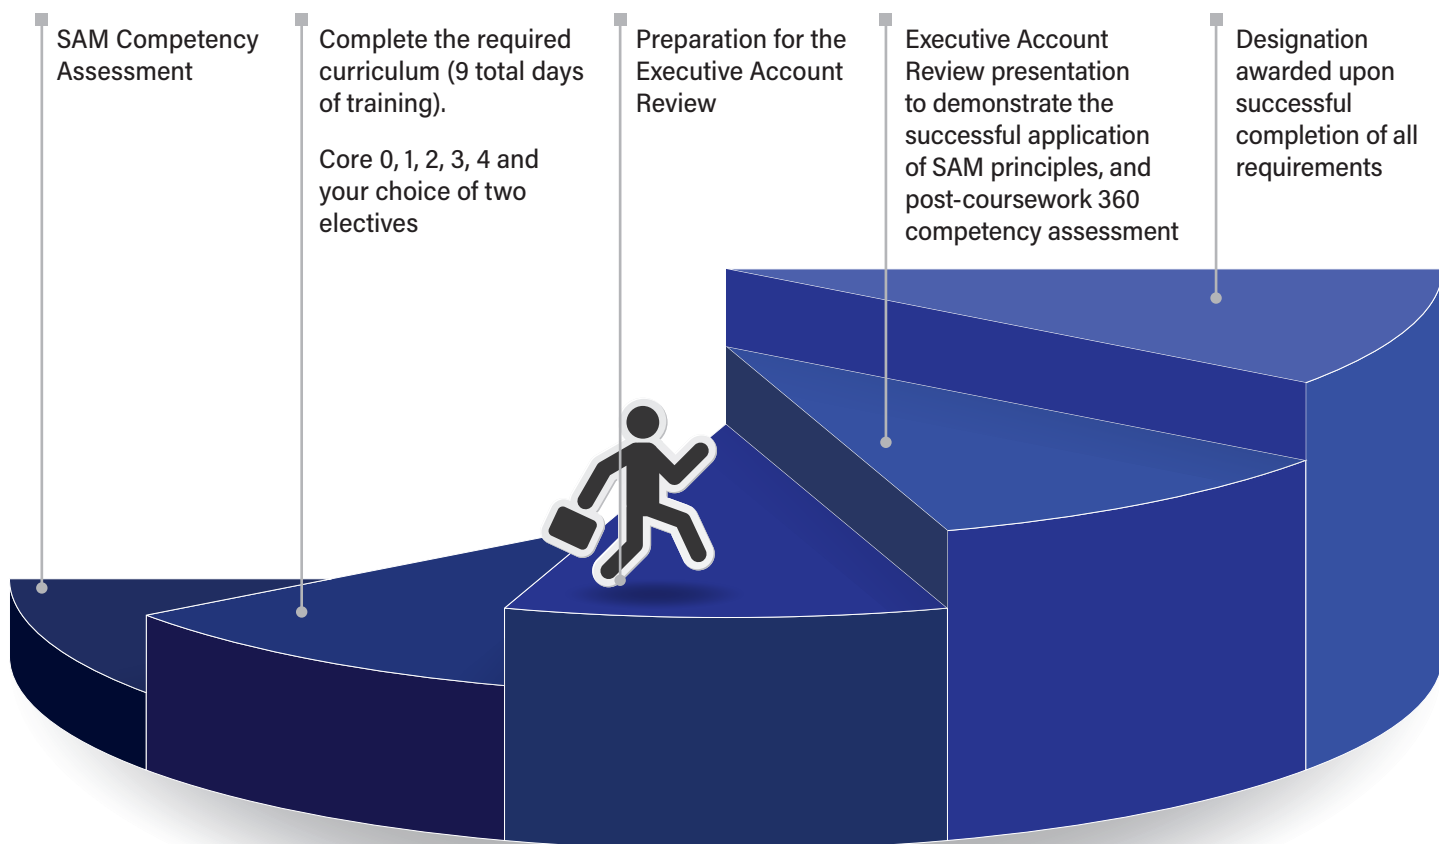 SAM Competency
Assessment
Complete the required
curriculum (9 total days
of training).
Core 0, 1, 2, 3, 4 and
your choice of two
electives
Preparation for the
Executive Account
Review
Executive Account
Review presentation
to demonstrate the
successful application
of SAM principles, and
post-coursework 360
competency assessment
Designation
awarded upon
successful
completion of all
requirements